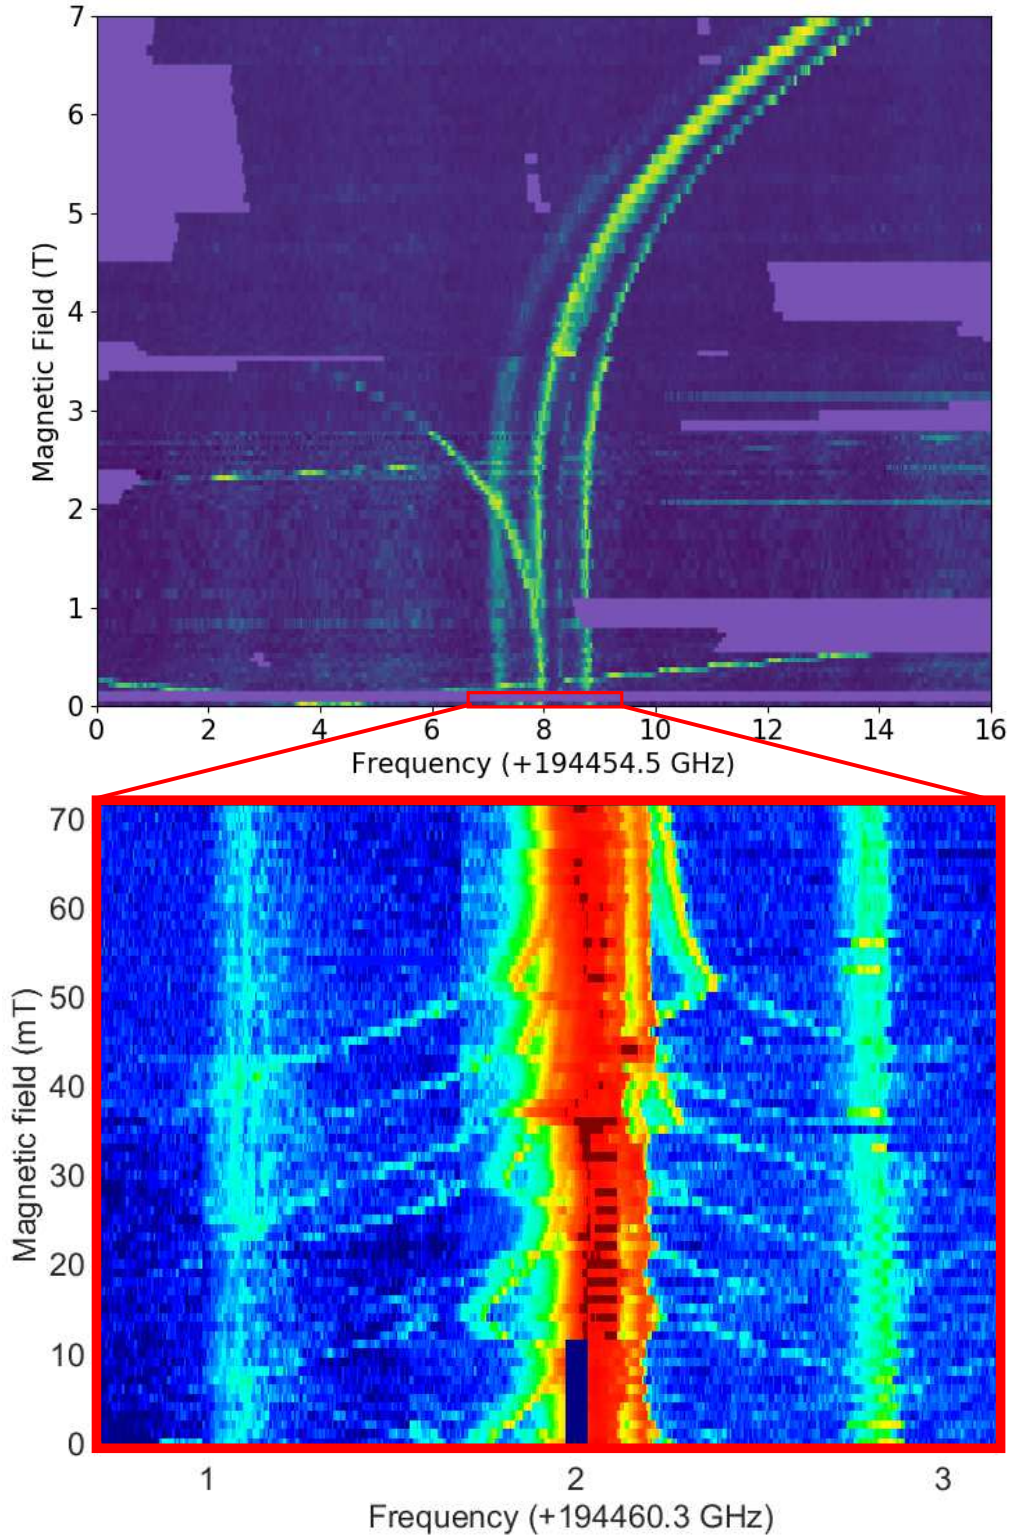 7
6
5
4
3
2
1
0
Magnetic Field (T)
0 2 4 6 8 10 12 14 16
Frequency (+194454.5 GHz)
70
60
50
40
30
20
10
0
Magnetic field (mT)
1 2 3
Frequency (+194460.3 GHz)